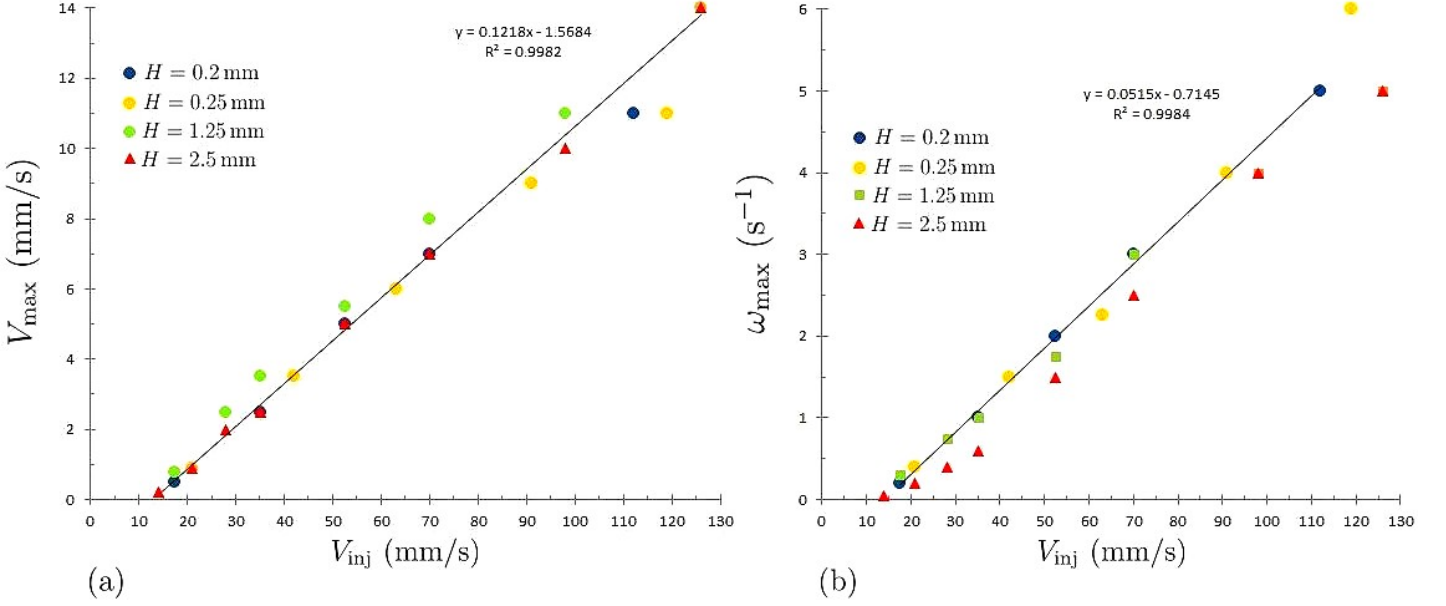 14
12
10
8
6
4
2
0
V_max (mm/s)
y = 0.1218x - 1.5684
R² = 0.9982
H = 0.2 mm
H = 0.25 mm
H = 1.25 mm
H = 2.5 mm
0 10 20 30 40 50 60 70 80 90 100 110 120 130
V_inj (mm/s)
(a)
6
5
4
3
2
1
0
ω_max (s⁻¹)
y = 0.0515x - 0.7145
R² = 0.9984
H = 0.2 mm
H = 0.25 mm
H = 1.25 mm
H = 2.5 mm
0 10 20 30 40 50 60 70 80 90 100 110 120 130
V_inj (mm/s)
(b)